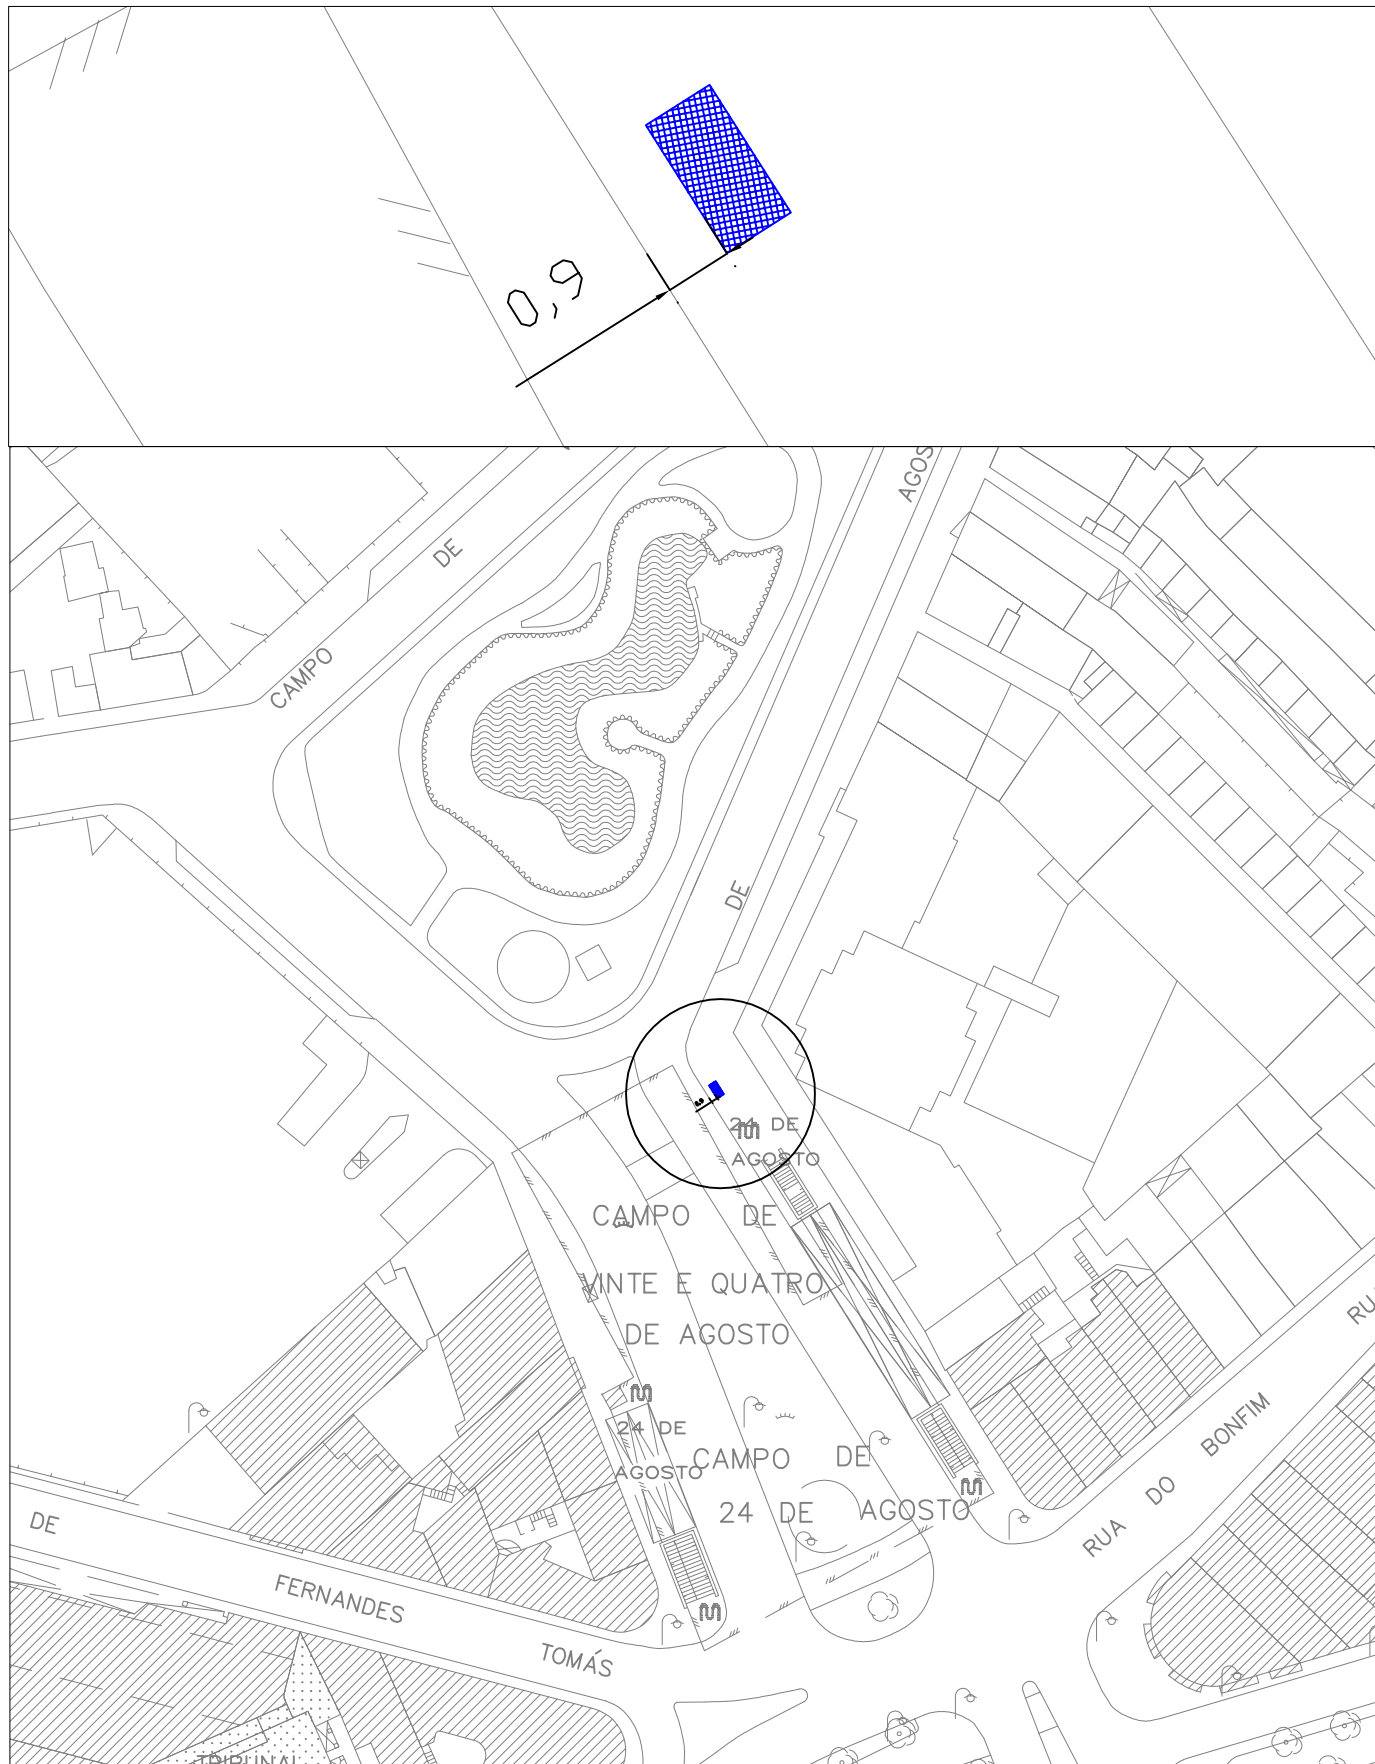 0,9
AGOS
DE
CAMPO
DE
24 DE
AGOSTO
CAMPO DE
VINTE E QUATRO
DE AGOSTO
24 DE
AGOSTO
CAMPO DE
24 DE AGOSTO
RUA DO BONFIM
DE
FERNANDES
TOMÁS
TRIBUNAL